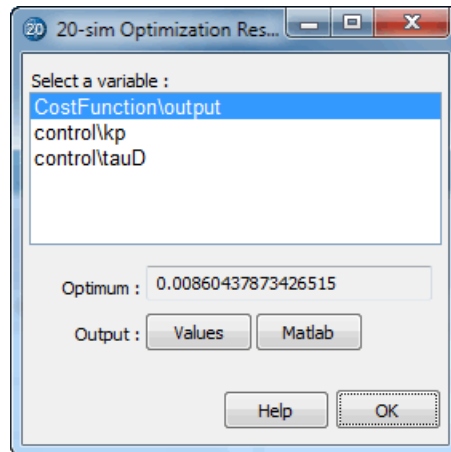 20 20-sim Optimization Res...
Select a variable :
CostFunction\output
control\kp
control\tauD
Optimum : 0.00860437873426515
Output : Values Matlab
Help OK